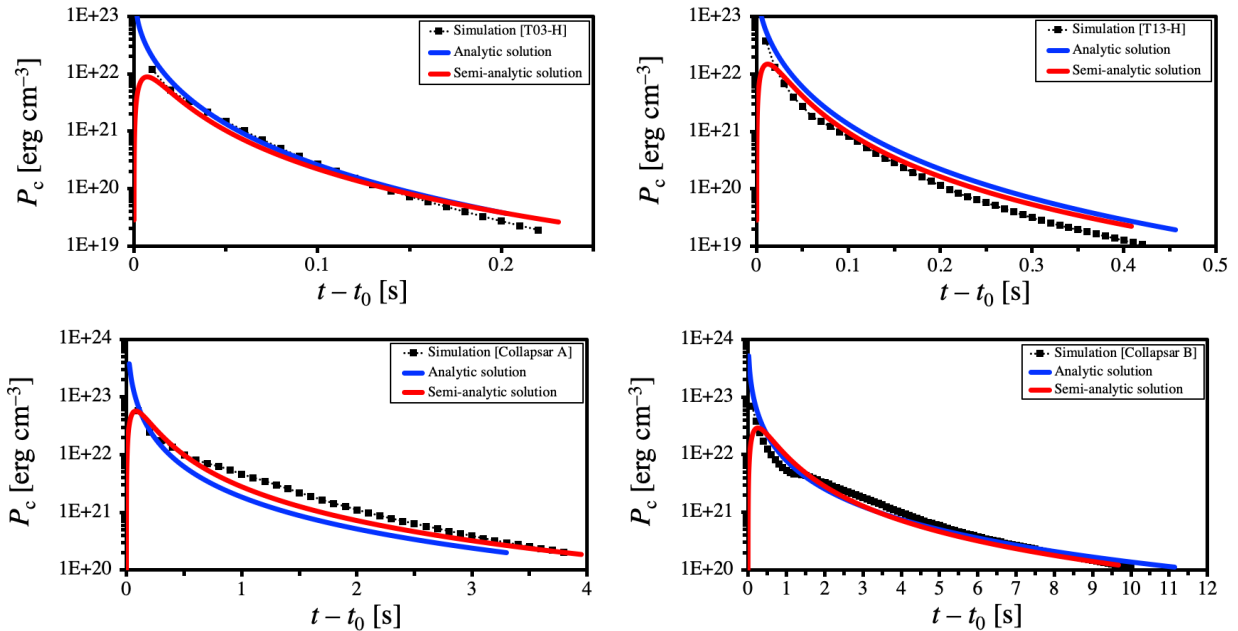 1E+23
1E+22
1E+21
1E+20
1E+19
P_c [erg cm⁻³]
Simulation [T03-H]
Analytic solution
Semi-analytic solution
0 0.1 0.2
t – t₀ [s]
1E+23
1E+22
1E+21
1E+20
1E+19
P_c [erg cm⁻³]
Simulation [T13-H]
Analytic solution
Semi-analytic solution
0 0.1 0.2 0.3 0.4 0.5
t – t₀ [s]
1E+24
1E+23
1E+22
1E+21
1E+20
P_c [erg cm⁻³]
Simulation [Collapsar A]
Analytic solution
Semi-analytic solution
0 1 2 3 4
t – t₀ [s]
1E+24
1E+23
1E+22
1E+21
1E+20
P_c [erg cm⁻³]
Simulation [Collapsar B]
Analytic solution
Semi-analytic solution
0 1 2 3 4 5 6 7 8 9 10 11 12
t – t₀ [s]